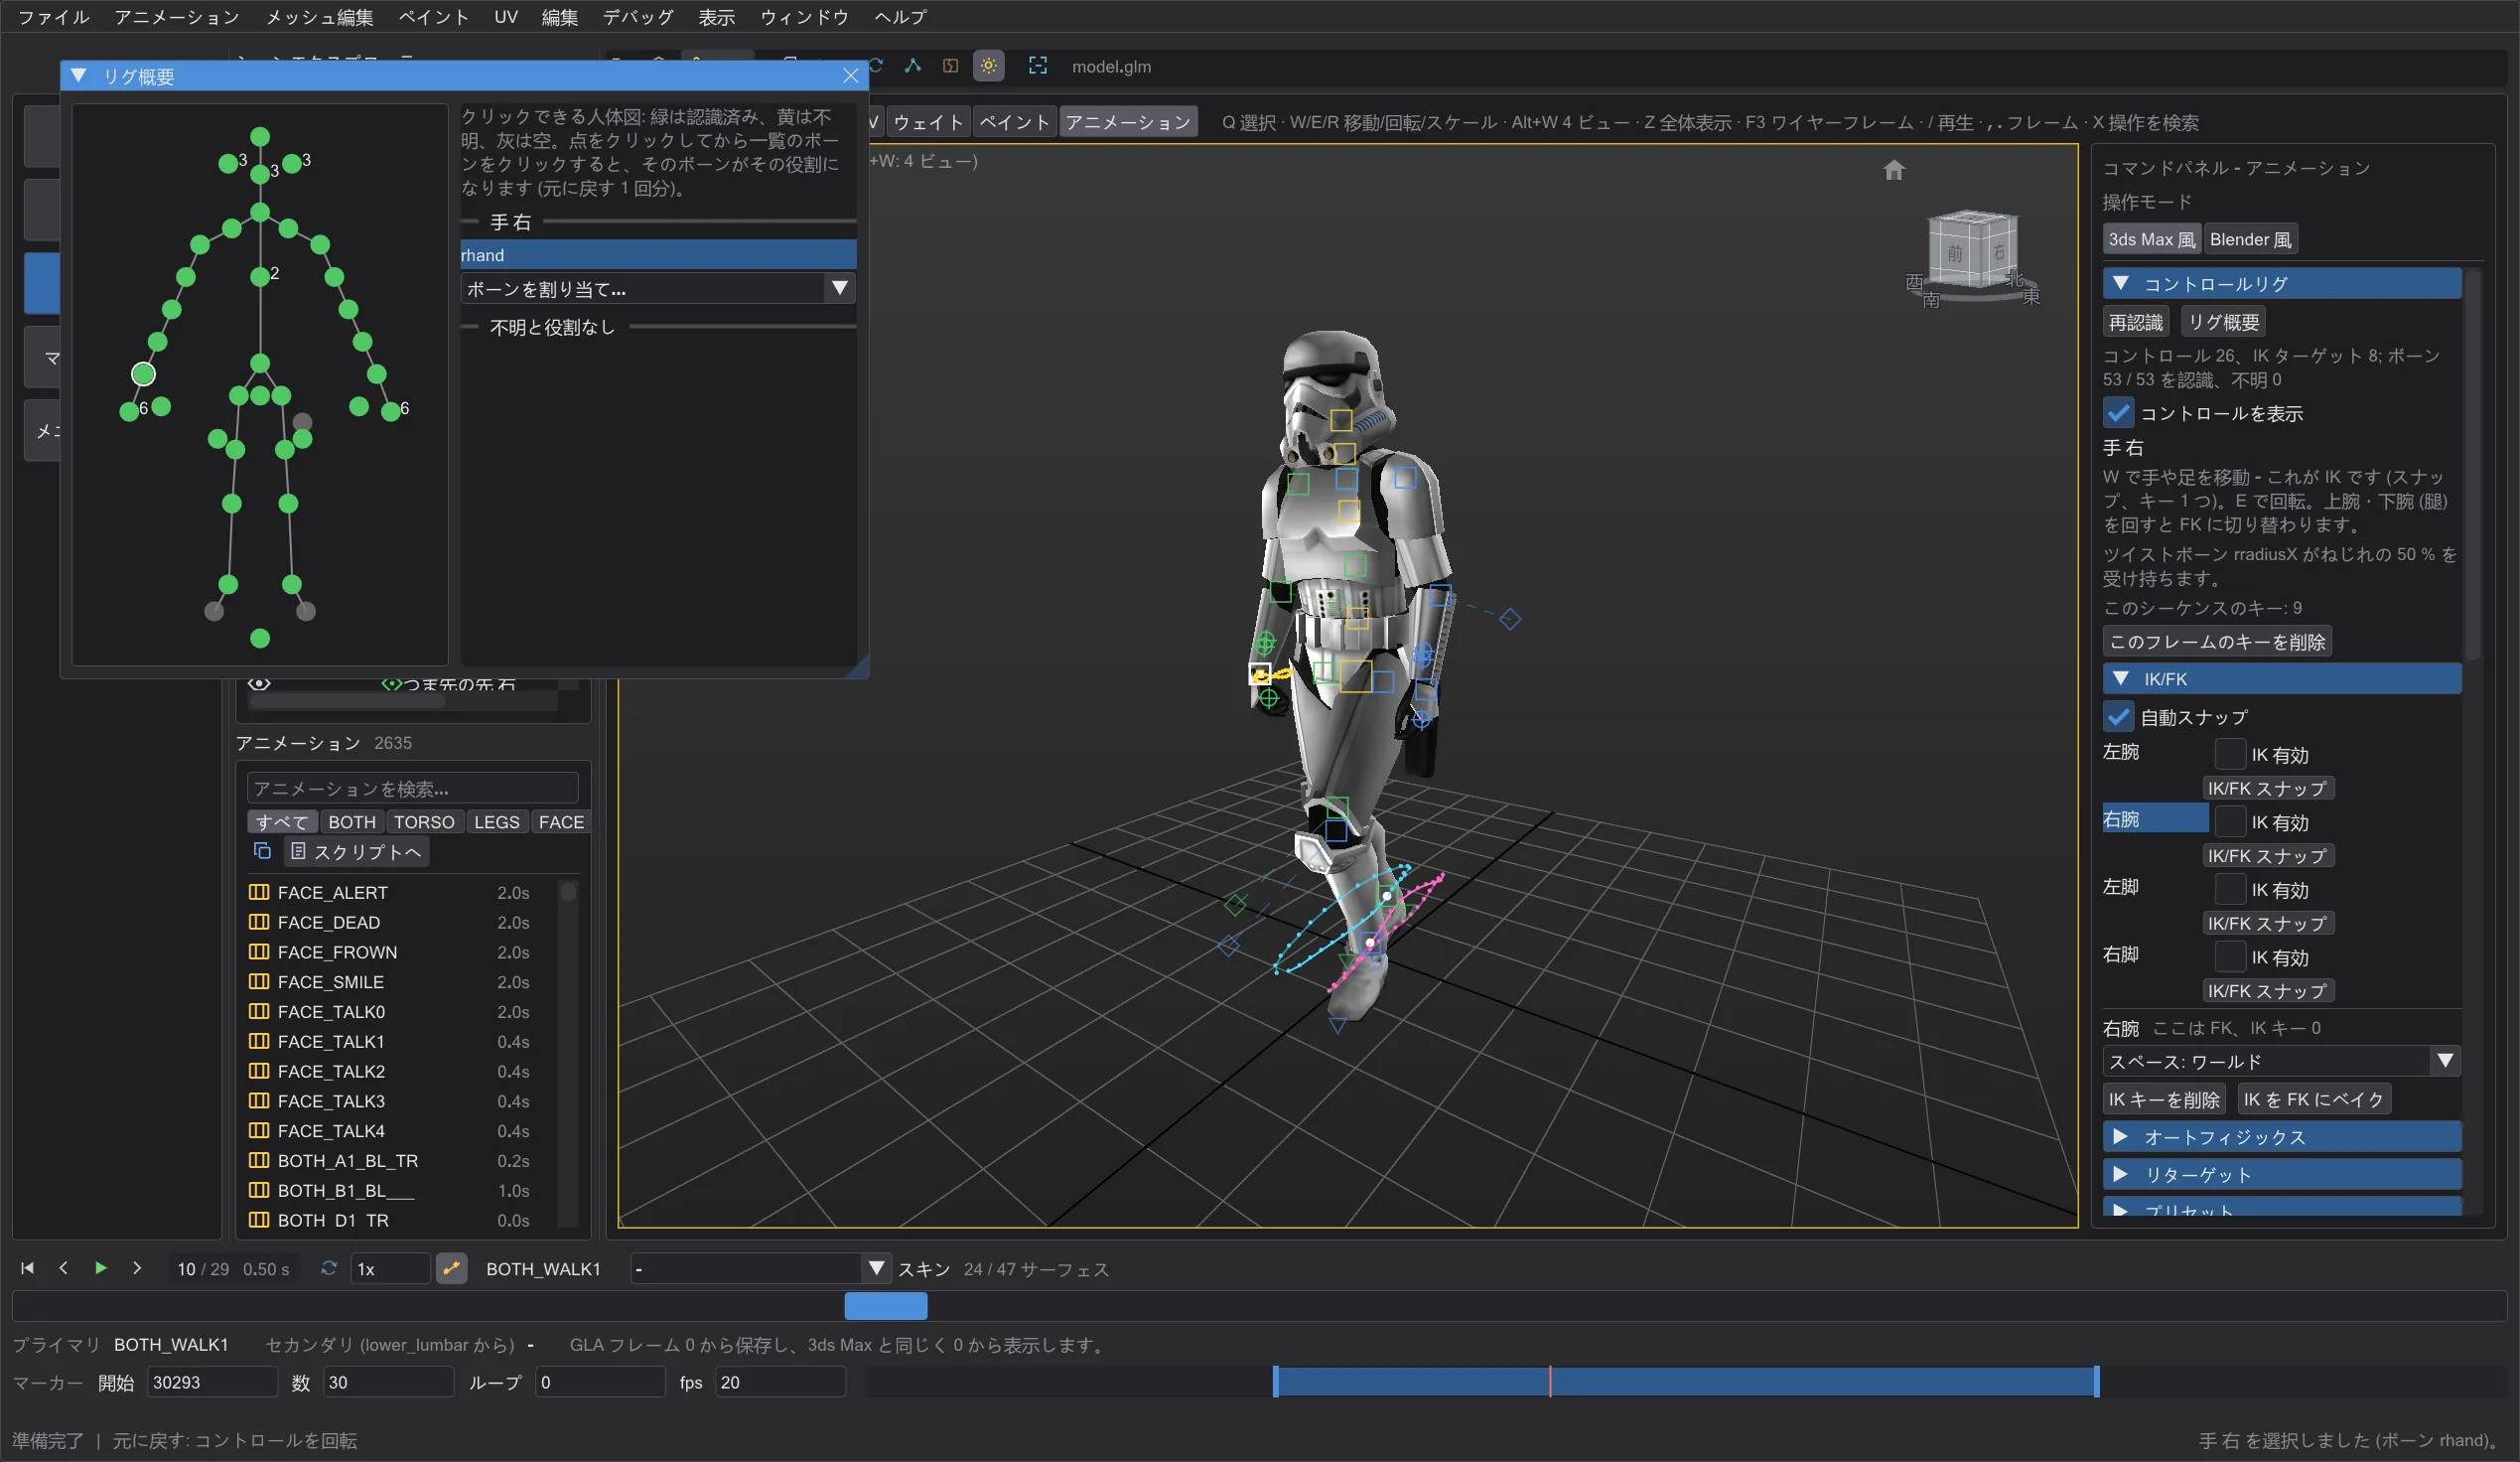 ファイル アニメーション メッシュ編集 ペイント UV 編集 デバッグ 表示 ウィンドウ ヘルプ
model.glm
リグ概要
クリックできる人体図: 緑は認識済み、黄は不
明、灰は空。点をクリックしてから一覧のボー
ンをクリックすると、そのボーンがその役割に
なります (元に戻す 1 回分)。
手 右
rhand
ボーンを割り当て...
不明と役割なし
3 3
3
2
6 6
ウェイト ペイント アニメーション
Q 選択 · W/E/R 移動/回転/スケール · Alt+W 4 ビュー · Z 全体表示 · F3 ワイヤーフレーム · / 再生 · , . フレーム · X 操作を検索
+W: 4 ビュー)
前 右
西 南 北 東
コマンドパネル - アニメーション
操作モード
3ds Max 風 Blender 風
コントロールリグ
再認識 リグ概要
コントロール 26、IK ターゲット 8; ボーン
53 / 53 を認識、不明 0
コントロールを表示
手 右
W で手や足を移動 - これが IK です (スナッ
プ、キー 1 つ)。E で回転。上腕・下腕 (腿)
を回すと FK に切り替わります。
ツイストボーン rradiusX がねじれの 50 % を
受け持ちます。
このシーケンスのキー: 9
このフレームのキーを削除
IK/FK
自動スナップ
左腕 IK 有効
IK/FK スナップ
右腕 IK 有効
IK/FK スナップ
左脚 IK 有効
IK/FK スナップ
右脚 IK 有効
IK/FK スナップ
右腕 ここは FK、IK キー 0
スペース: ワールド
IK キーを削除 IK を FK にベイク
オートフィジックス
リターゲット
プリセット
つま先の先 右
アニメーション 2635
アニメーションを検索...
すべて BOTH TORSO LEGS FACE
スクリプトへ
FACE_ALERT 2.0s
FACE_DEAD 2.0s
FACE_FROWN 2.0s
FACE_SMILE 2.0s
FACE_TALK0 2.0s
FACE_TALK1 0.4s
FACE_TALK2 0.4s
FACE_TALK3 0.4s
FACE_TALK4 0.4s
BOTH_A1_BL_TR 0.2s
BOTH_B1_BL___ 1.0s
BOTH_D1_TR 0.0s
10 / 29 0.50 s 1x BOTH_WALK1 - スキン 24 / 47 サーフェス
プライマリ BOTH_WALK1 セカンダリ (lower_lumbar から) - GLA フレーム 0 から保存し、3ds Max と同じく 0 から表示します。
マーカー 開始 30293 数 30 ループ 0 fps 20
準備完了 | 元に戻す: コントロールを回転
手 右 を選択しました (ボーン rhand)。